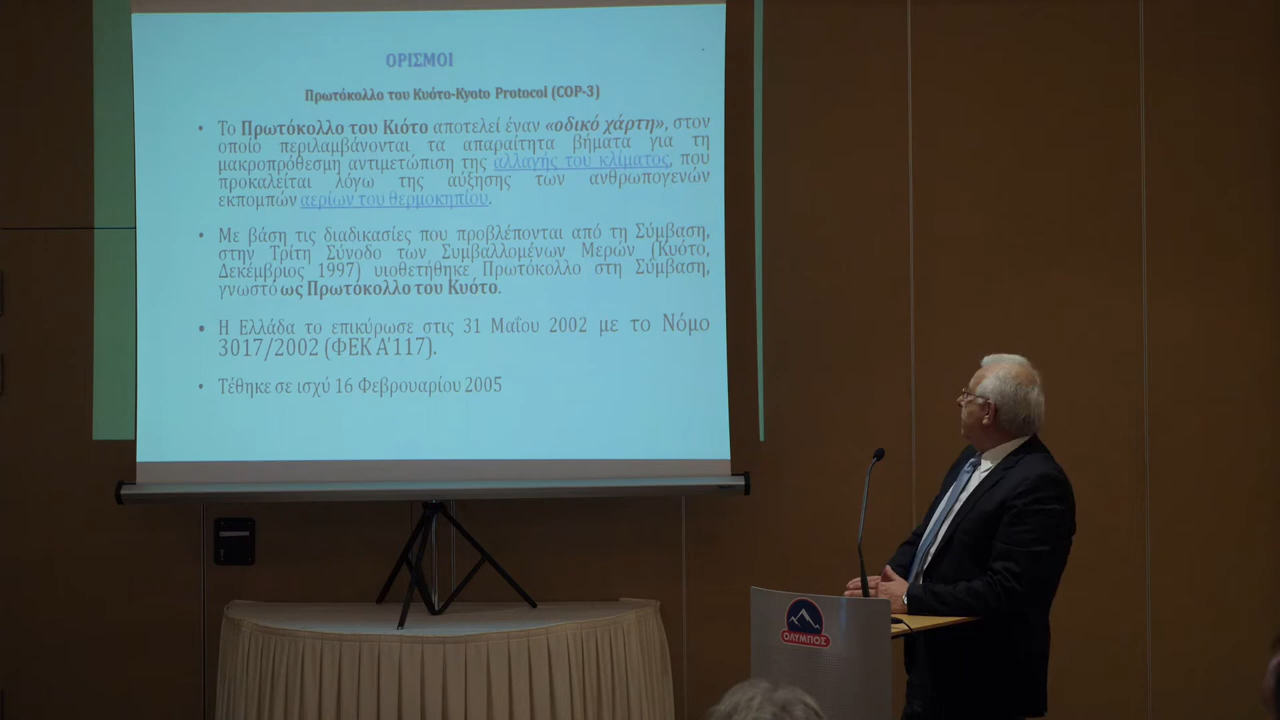 ΟΡΙΣΜΟΙ
Πρωτόκολλο του Κυότο-Kyoto Protocol (COP-3)
• Το Πρωτόκολλο του Κιότο αποτελεί έναν «οδικό χάρτη», στον
οποίο περιλαμβάνονται τα απαραίτητα βήματα για τη
μακροπρόθεσμη αντιμετώπιση της αλλαγής του κλίματος, που
προκαλείται λόγω της αύξησης των ανθρωπογενών
εκπομπών αερίων του θερμοκηπίου.
• Με βάση τις διαδικασίες που προβλέπονται από τη Σύμβαση,
στην Τρίτη Σύνοδο των Συμβαλλομένων Μερών (Κυότο,
Δεκέμβριος 1997) υιοθετήθηκε Πρωτόκολλο στη Σύμβαση,
γνωστό ως Πρωτόκολλο του Κυότο.
• Η Ελλάδα το επικύρωσε στις 31 Μαΐου 2002 με το Νόμο
3017/2002 (ΦΕΚ Α'117).
• Τέθηκε σε ισχύ 16 Φεβρουαρίου 2005
ΟΛΥΜΠΟΣ